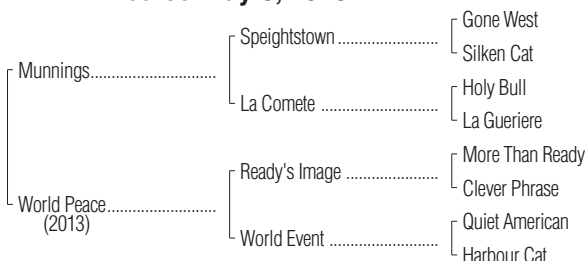 Gone West
Speightstown
Silken Cat
Munnings
Holy Bull
La Comete
La Gueriere
More Than Ready
Ready's Image
Clever Phrase
World Peace
(2013)
Quiet American
World Event
Harbour Cat